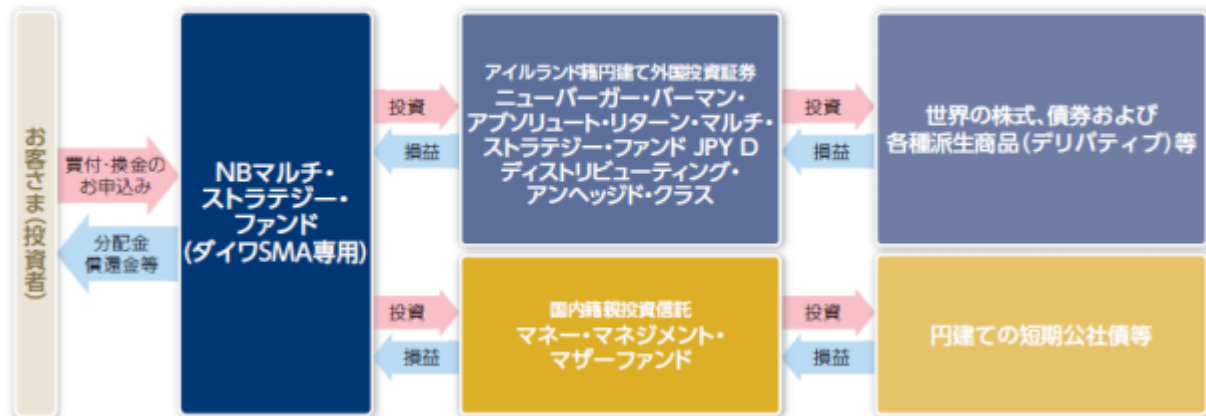 お客さま(投資者)
買付・換金の
お申込み
分配金
償還金等
NBマルチ・
ストラテジー・
ファンド
(ダイワSMA専用)
投資
損益
アイルランド籍円建て外国投資証券
ニューバーガー・バーマン・
アブソリュート・リターン・マルチ・
ストラテジー・ファンド JPY D
ディストリビューティング・
アンヘッジド・クラス
投資
損益
世界の株式、債券および
各種派生商品(デリバティブ)等
投資
損益
国内籍親投資信託
マネー・マネジメント・
マザーファンド
投資
損益
円建ての短期公社債等